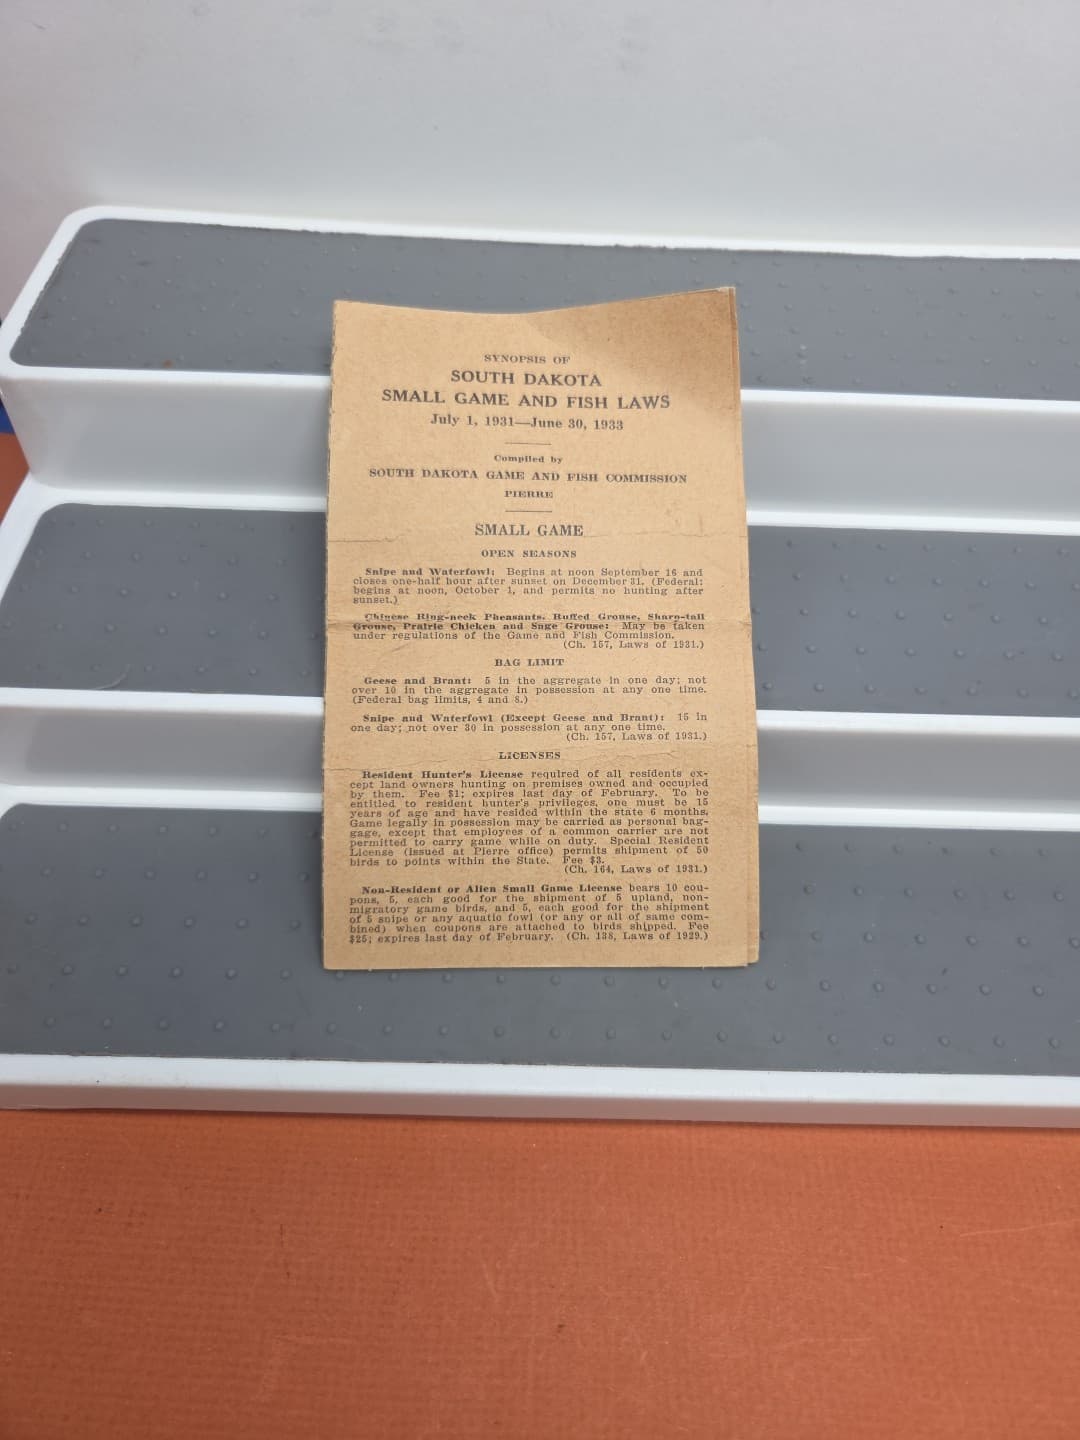 SYNOPSIS OF
SOUTH DAKOTA
SMALL GAME AND FISH LAWS
July 1, 1931—June 30, 1933
Compiled by
SOUTH DAKOTA GAME AND FISH COMMISSION
PIERRE
SMALL GAME
OPEN SEASONS
Snipe and Waterfowl: Begins at noon September 16 and
closes one-half hour after sunset on December 31. (Federal:
begins at noon, October 1, and permits no hunting after
sunset.)
Chinese Ring-neck Pheasants, Ruffed Grouse, Sharp-tail
Grouse, Prairie Chicken and Sage Grouse: May be taken
under regulations of the Game and Fish Commission.
(Ch. 157, Laws of 1931.)
BAG LIMIT
Geese and Brant: 5 in the aggregate in one day; not
over 10 in the aggregate in possession at any one time.
(Federal bag limits, 4 and 8.)
Snipe and Waterfowl (Except Geese and Brant): 15 in
one day; not over 30 in possession at any one time.
(Ch. 157, Laws of 1931.)
LICENSES
Resident Hunter's License required of all residents ex-
cept land owners hunting on premises owned and occupied
by them. Fee $1; expires last day of February. To be
entitled to resident hunter's privileges, one must be 15
years of age and have resided within the state 6 months.
Game legally in possession may be carried as personal bag-
gage, except that employees of a common carrier are not
permitted to carry game while on duty. Special Resident
License (issued at Pierre office) permits shipment of 50
birds to points within the State. Fee $3.
(Ch. 164, Laws of 1931.)
Non-Resident or Alien Small Game License bears 10 cou-
pons, 5, each good for the shipment of 5 upland, non-
migratory game birds, and 5, each good for the shipment
of 5 snipe or any aquatic fowl (or any or all of same com-
bined) when coupons are attached to birds shipped. Fee
$25; expires last day of February. (Ch. 138, Laws of 1929.)